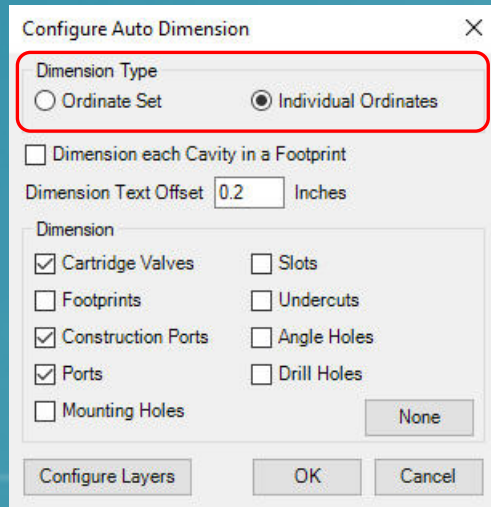 Configure Auto Dimension
Dimension Type
Ordinate Set Individual Ordinates
Dimension each Cavity in a Footprint
Dimension Text Offset 0.2 Inches
Dimension
Cartridge Valves Slots
Footprints Undercuts
Construction Ports Angle Holes
Ports Drill Holes
Mounting Holes None
Configure Layers OK Cancel